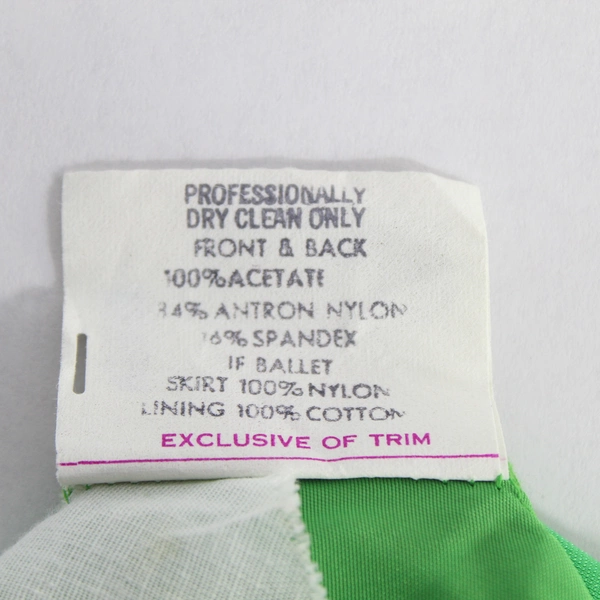 PROFESSIONALLY
DRY CLEAN ONLY
FRONT & BACK
100% ACETATE
84% ANTRON NYLON
16% SPANDEX
IF BALLET
SKIRT 100% NYLON
LINING 100% COTTON
EXCLUSIVE OF TRIM